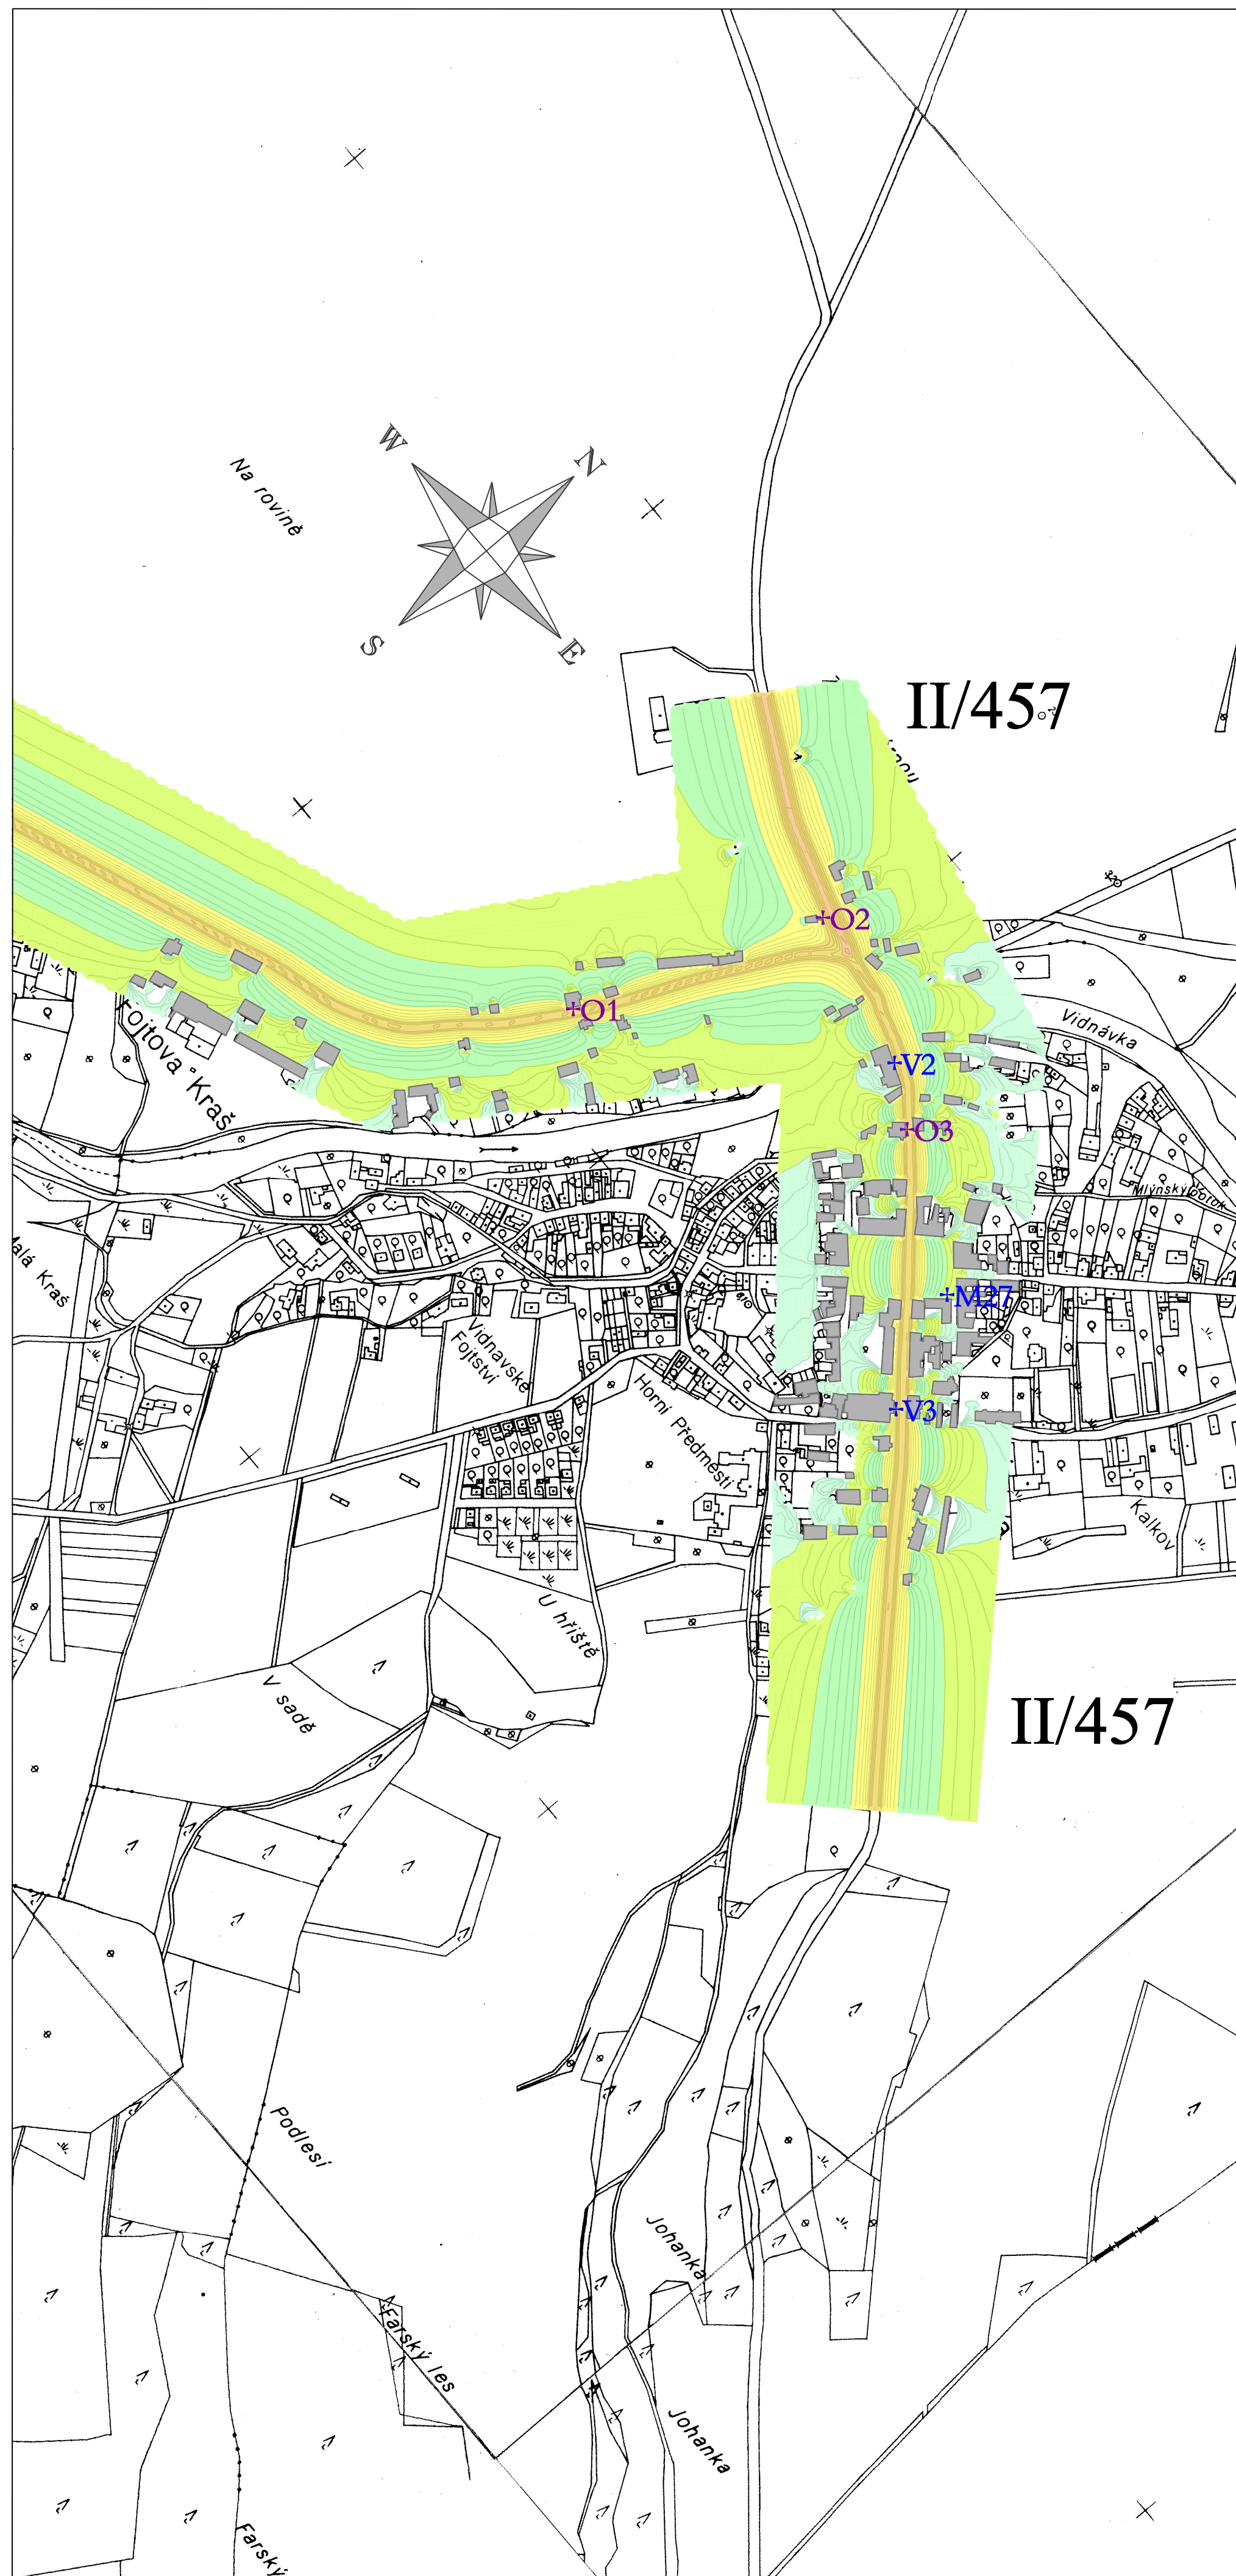 W
N
Na rovině
S
E
II/457
320
O2
O1
Vidnávka
Fojtova Kraš
V2
O3
Mlýnský potok
Malá Kraš
M27
Vidnavské
Fojtství
Horní Předměstí
V3
Kalkov
U hřiště
V sadě
II/457
Podlesí
Johanka
Farský les
Johanka
Farský